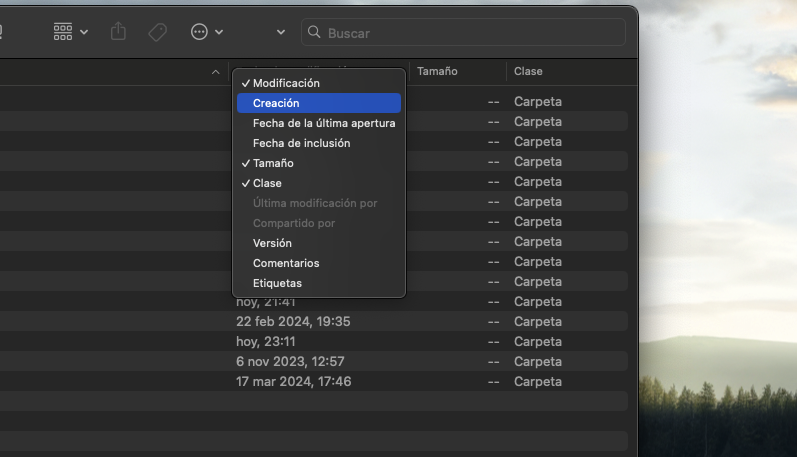 Buscar
Tamaño
Clase
Modificación
Creación
Fecha de la última apertura
Fecha de inclusión
Tamaño
Clase
Última modificación por
Compartido por
Versión
Comentarios
Etiquetas
-- Carpeta
-- Carpeta
-- Carpeta
-- Carpeta
-- Carpeta
-- Carpeta
-- Carpeta
-- Carpeta
-- Carpeta
-- Carpeta
hoy, 21:41 -- Carpeta
22 feb 2024, 19:35 -- Carpeta
hoy, 23:11 -- Carpeta
6 nov 2023, 12:57 -- Carpeta
17 mar 2024, 17:46 -- Carpeta